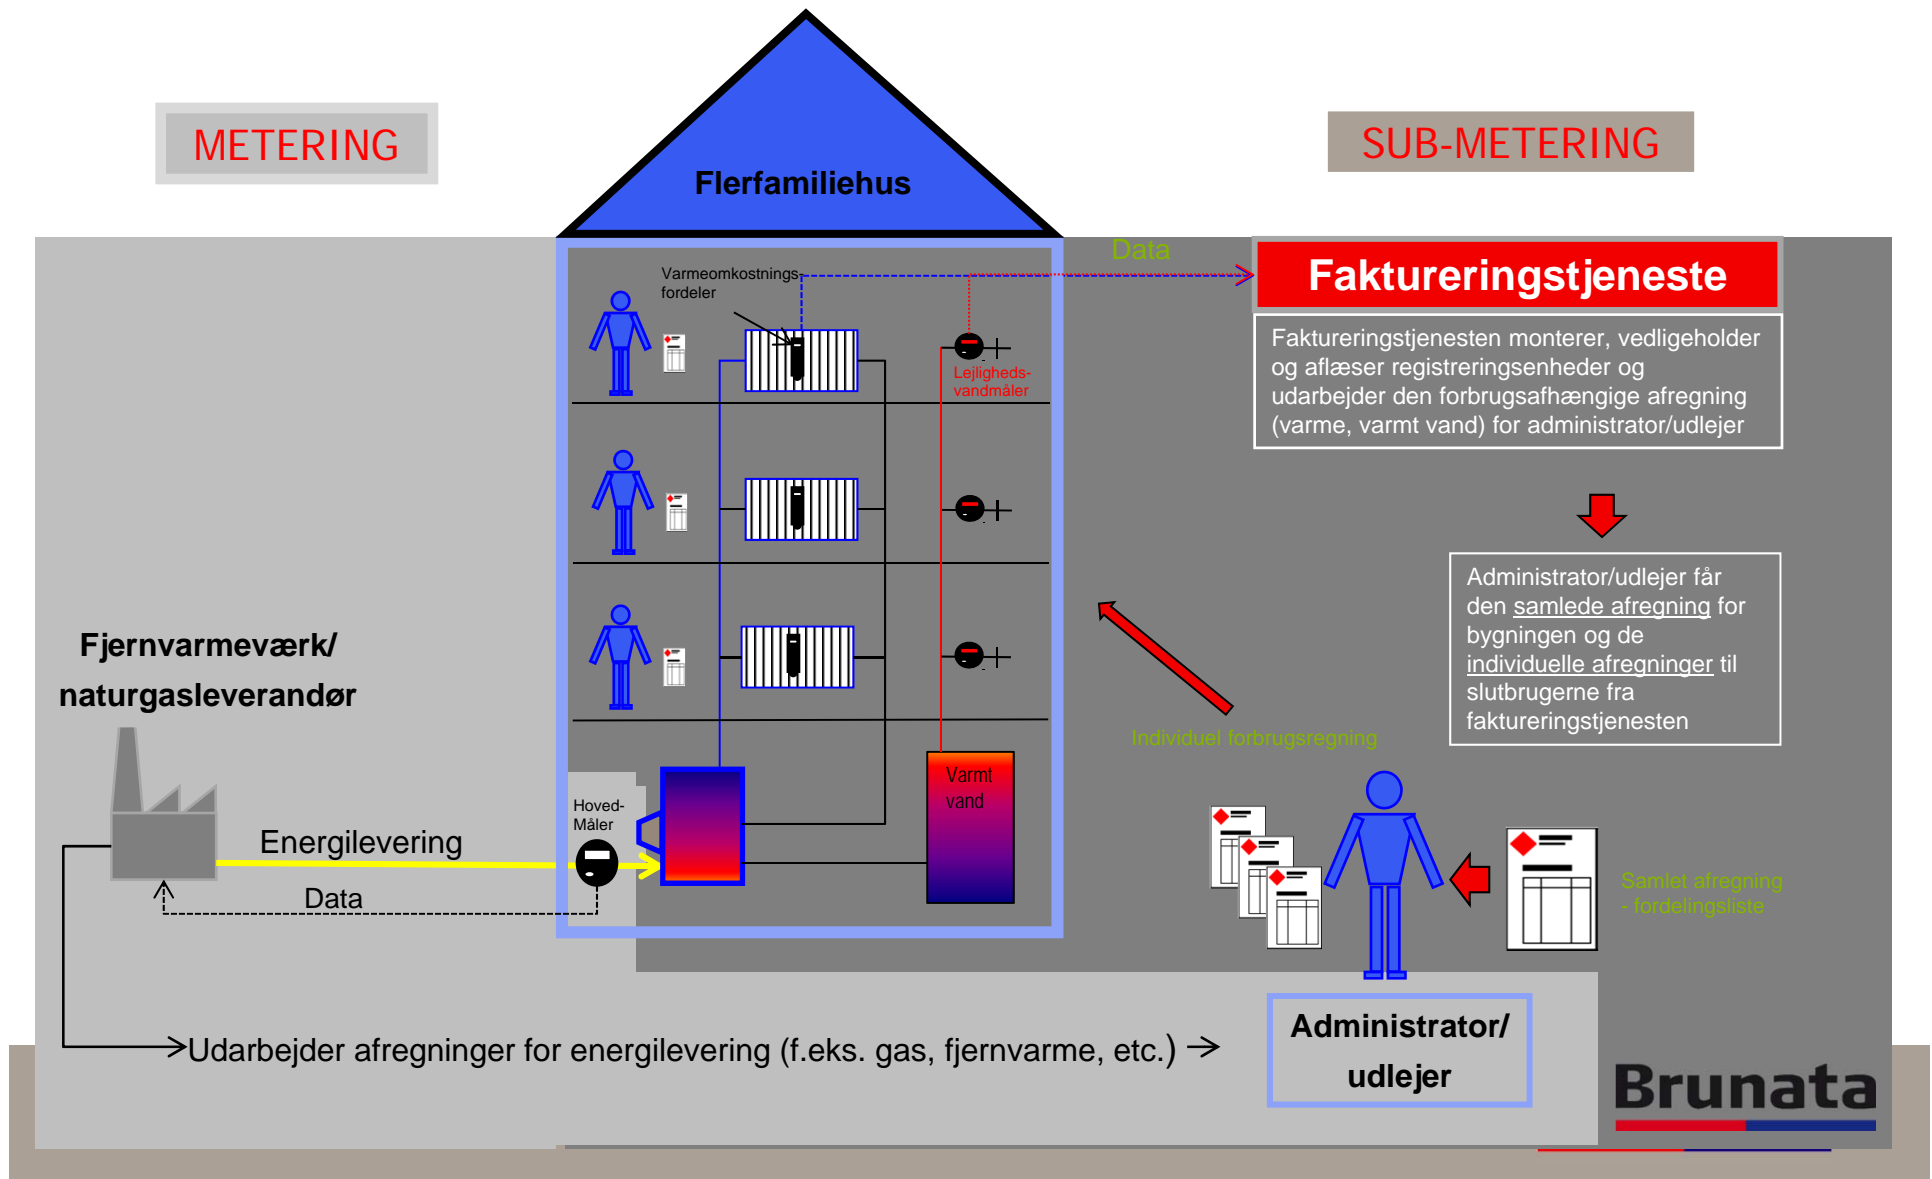 METERING
SUB-METERING
Flerfamiliehus
Data
Faktureringstjeneste
Varmeomkostnings-
fordeler
Faktureringstjenesten monterer, vedligeholder
og aflæser registreringsenheder og
udarbejder den forbrugsafhængige afregning
(varme, varmt vand) for administrator/udlejer
Lejligheds-
vandmåler
Administrator/udlejer får
den samlede afregning for
bygningen og de
individuelle afregninger til
slutbrugerne fra
faktureringstjenesten
Fjernvarmeværk/
naturgasleverandør
Individuel forbrugsregning
Varmt
vand
Hoved-
Måler
Energilevering
Data
Samlet afregning
- fordelingsliste
Udarbejder afregninger for energilevering (f.eks. gas, fjernvarme, etc.)
Administrator/
udlejer
Brunata